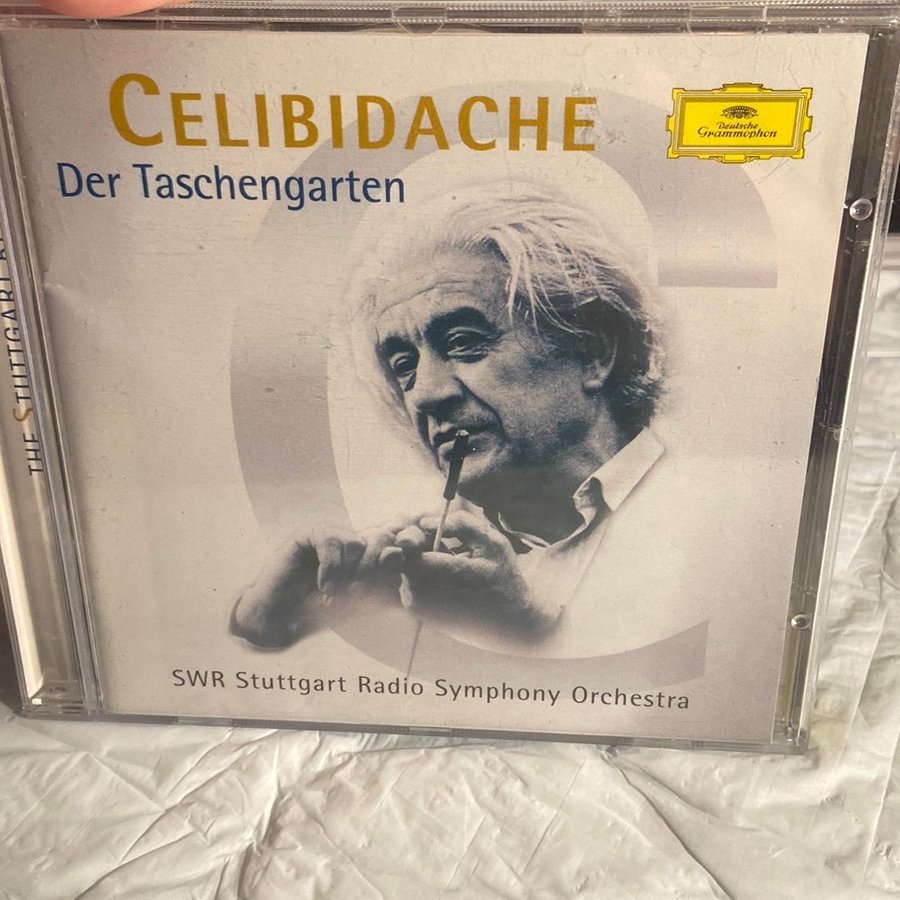 CELIBIDACHE
Der Taschengarten
Deutsche
Grammophon
THE STUTTGART
SWR Stuttgart Radio Symphony Orchestra